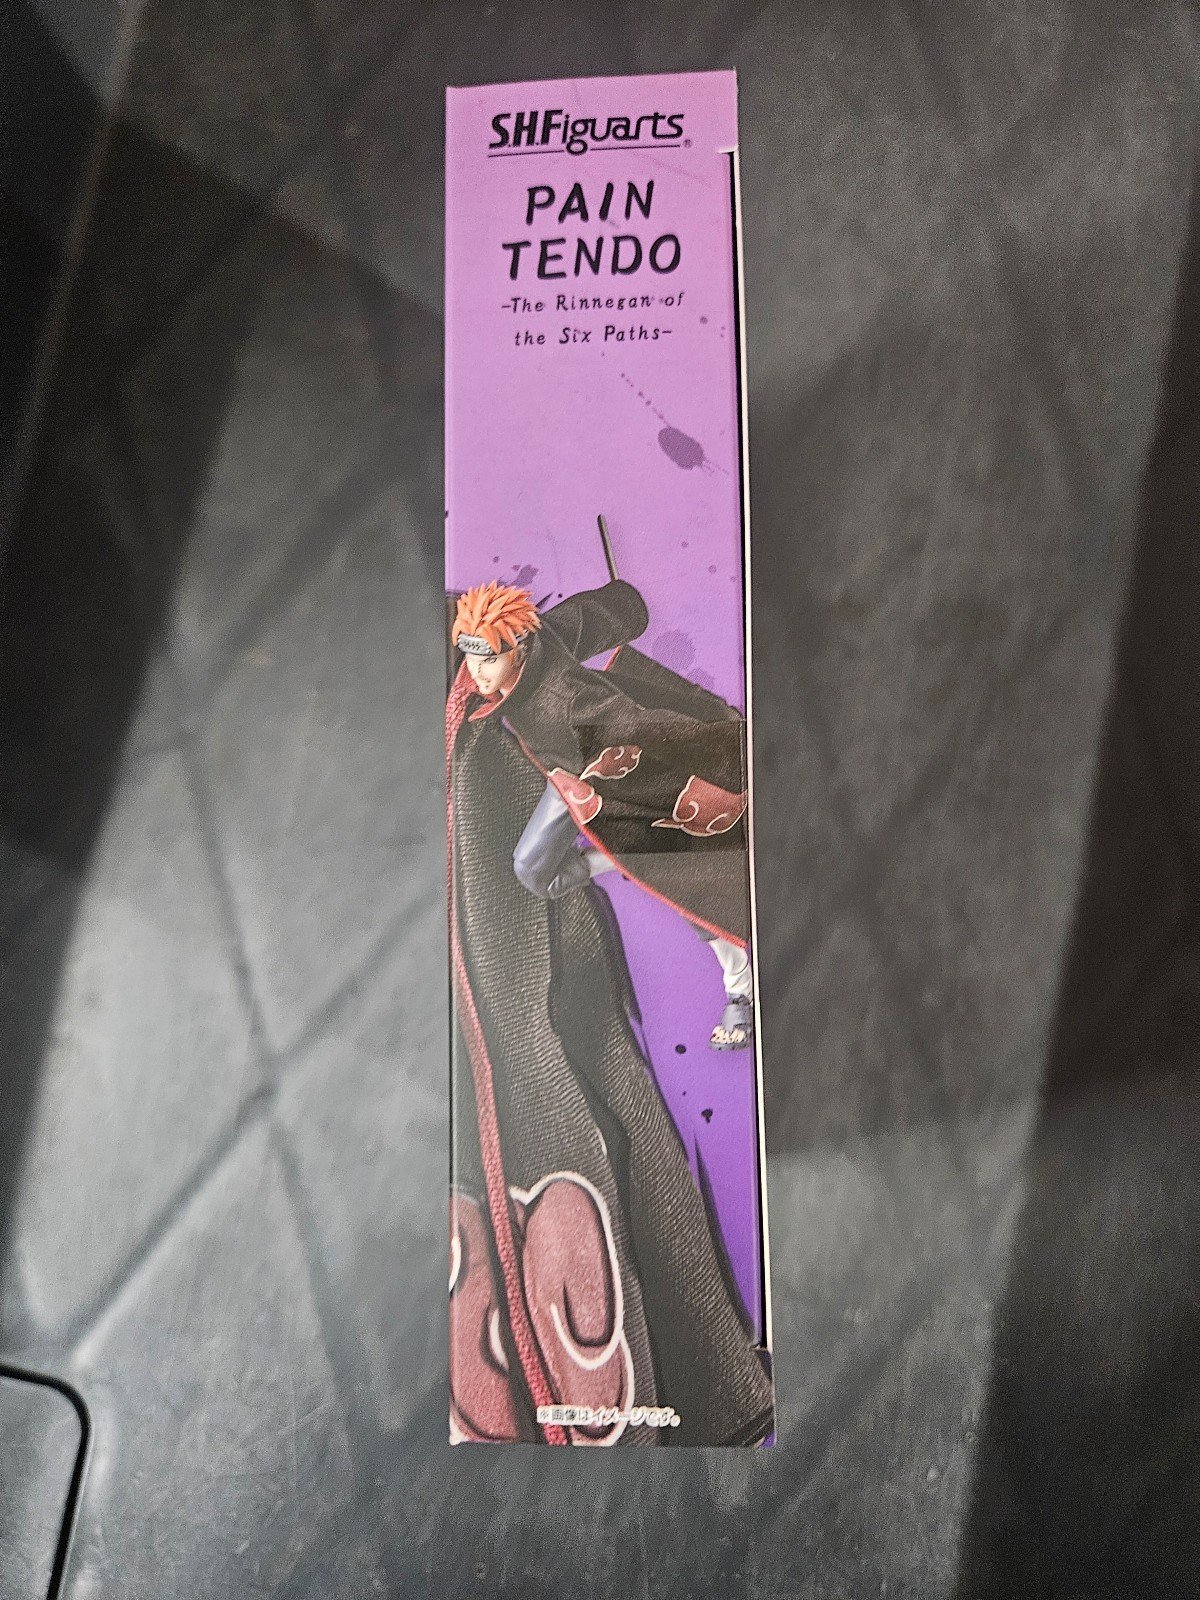 S.H.Figuarts®
PAIN
TENDO
-The Rinnegan of
the Six Paths-
※画像はイメージです。